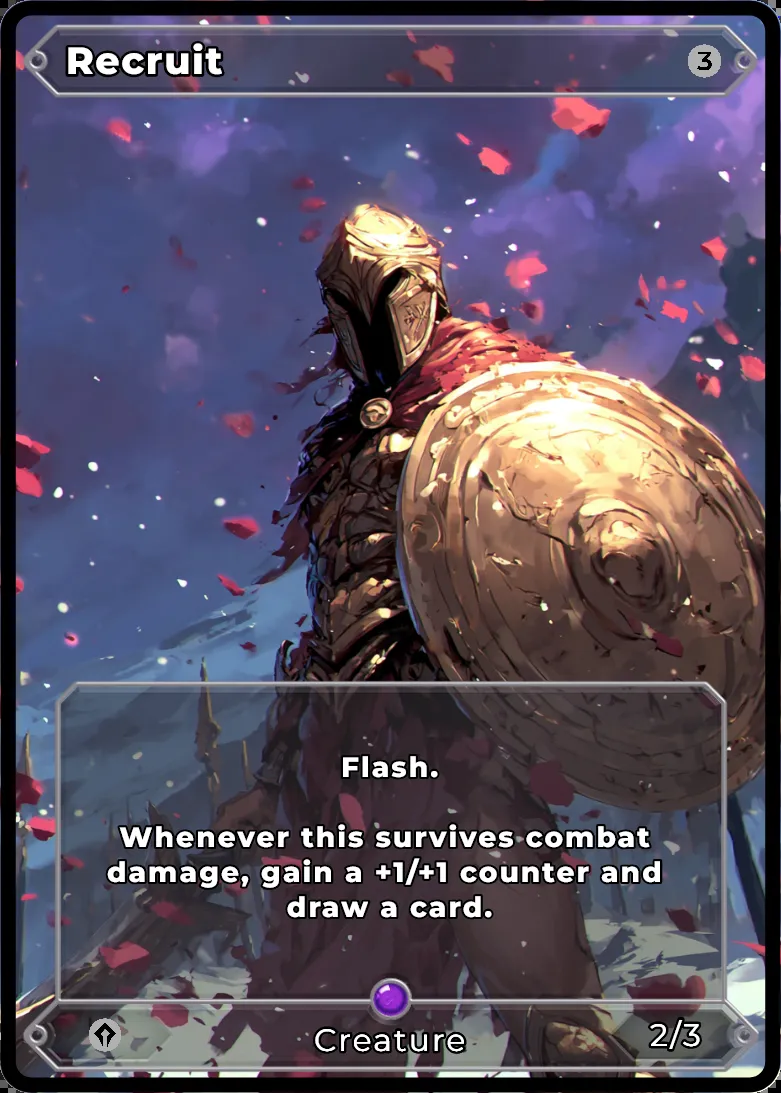 Recruit
3
Flash.
Whenever this survives combat
damage, gain a +1/+1 counter and
draw a card.
Creature
2/3